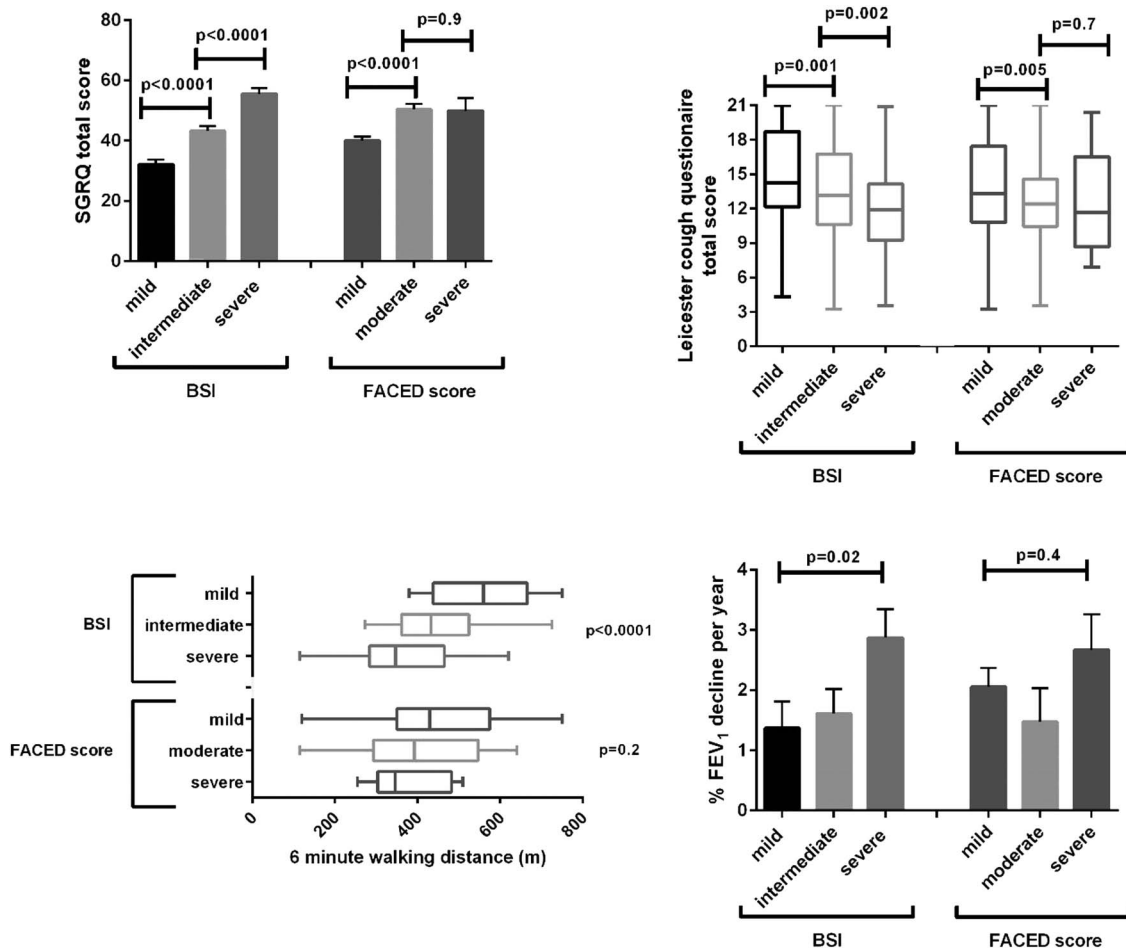 SGRQ total score
80
60
40
20
0
p<0.0001
p<0.0001
p<0.0001
p=0.9
mild
intermediate
severe
mild
moderate
severe
BSI
FACED score
Leicester cough questionaire
total score
21
18
15
12
9
6
3
0
p=0.001
p=0.002
p=0.005
p=0.7
mild
intermediate
severe
mild
moderate
severe
BSI
FACED score
BSI
mild
intermediate
severe
p<0.0001
FACED score
mild
moderate
severe
p=0.2
0
200
400
600
800
6 minute walking distance (m)
% FEV₁ decline per year
4
3
2
1
0
p=0.02
p=0.4
mild
intermediate
severe
mild
moderate
severe
BSI
FACED score